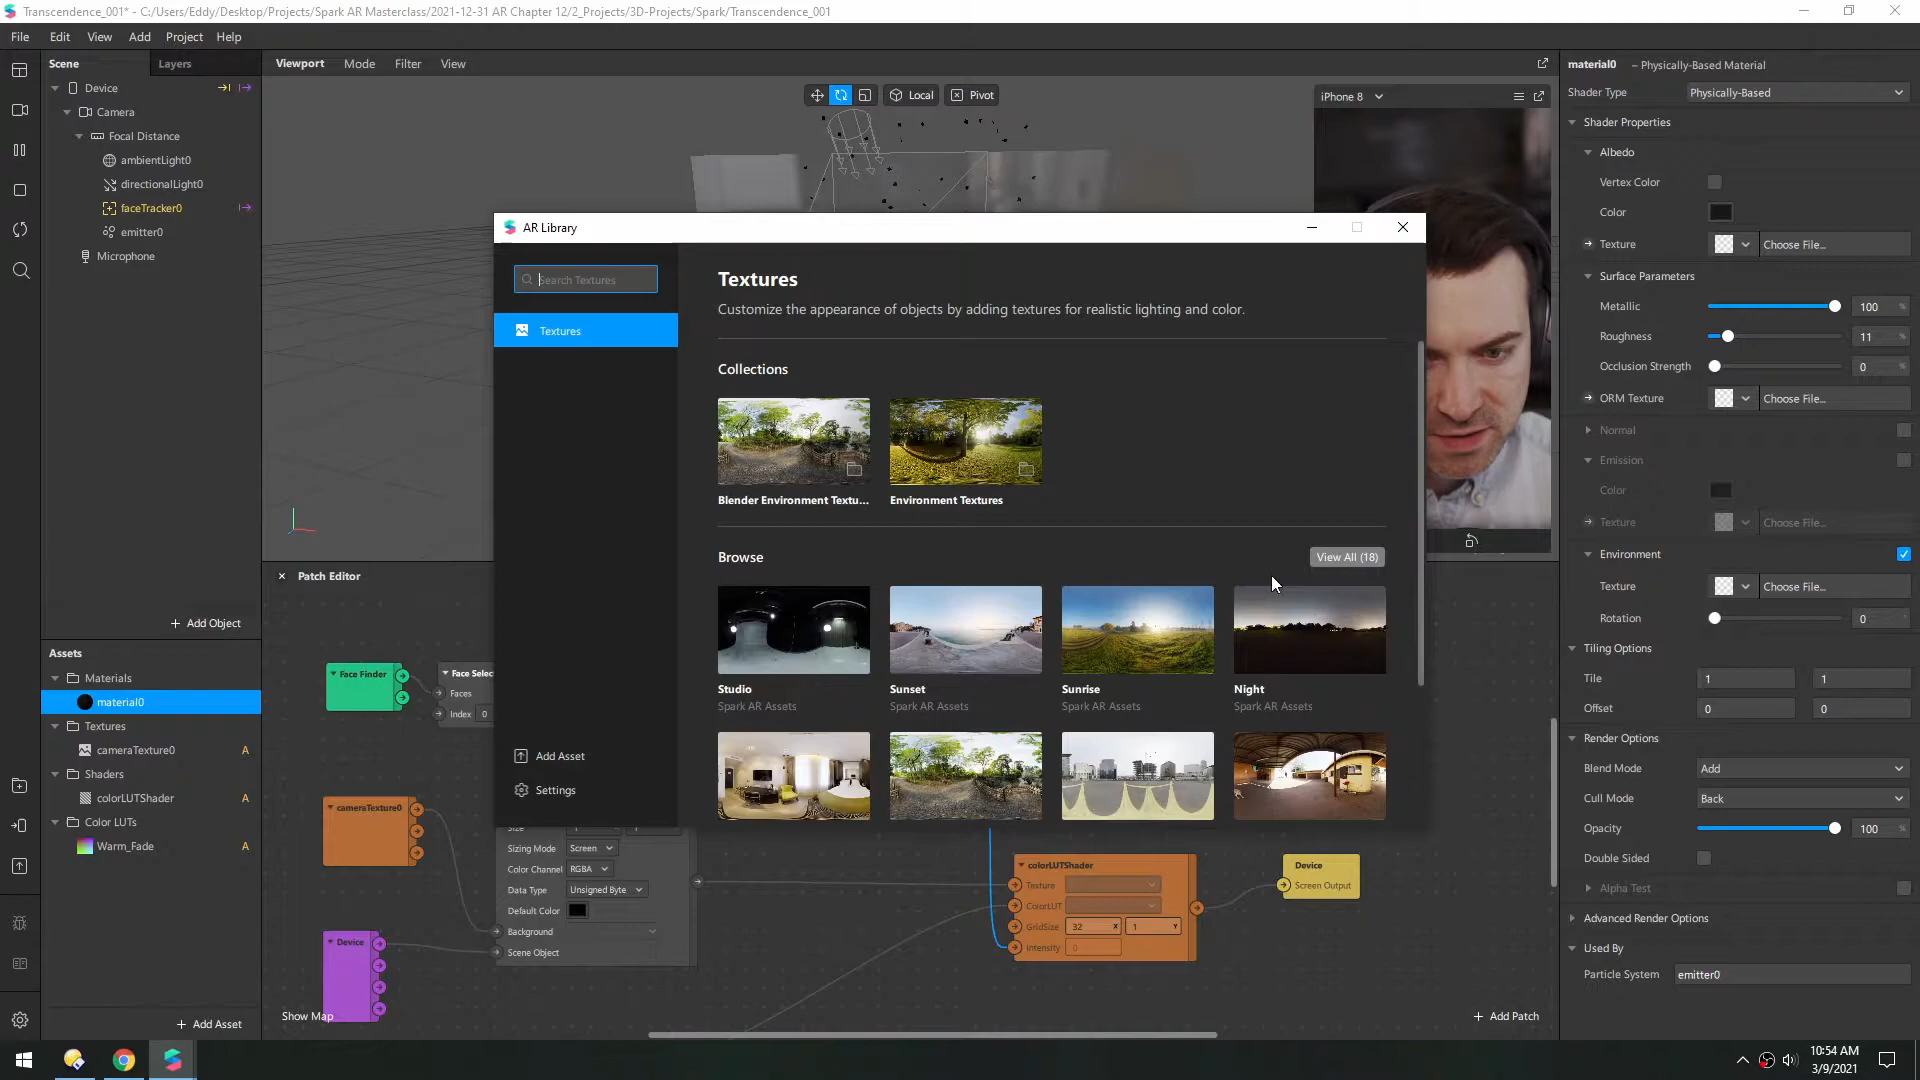 Transcendence_001* - C:/Users/Eddy/Desktop/Projects/Spark AR Masterclass/2021-12-31 AR Chapter 12/2_Projects/3D-Projects/Spark/Transcendence_001
File Edit View Add Project Help
Scene Layers
Device
Camera
Focal Distance
ambientLight0
directionalLight0
faceTracker0
emitter0
Microphone
+ Add Object
Assets
Materials
material0
Textures
cameraTexture0 A
Shaders
colorLUTShader A
Color LUTs
Warm_Fade A
+ Add Asset
Viewport Mode Filter View
Local Pivot
iPhone 8
AR Library
Search Textures
Textures
Add Asset
Settings
Textures
Customize the appearance of objects by adding textures for realistic lighting and color.
Collections
Blender Environment Textu... Environment Textures
Browse View All (18)
Studio Sunset Sunrise Night
Spark AR Assets Spark AR Assets Spark AR Assets Spark AR Assets
Patch Editor
Face Finder
Face Selec
Faces
Index 0
cameraTexture0
Device
Size
Sizing Mode Screen
Color Channel RGBA
Data Type Unsigned Byte
Default Color
Background
Scene Object
colorLUTShader
Texture
ColorLUT
GridSize 32 X 1 Y
Intensity 0
Device
Screen Output
Show Map
+ Add Patch
material0 – Physically-Based Material
Shader Type Physically-Based
Shader Properties
Albedo
Vertex Color
Color
Texture Choose File...
Surface Parameters
Metallic 100 %
Roughness 11 %
Occlusion Strength 0 %
ORM Texture Choose File...
Normal
Emission
Color
Texture Choose File...
Environment
Texture Choose File...
Rotation 0
Tiling Options
Tile 1 1
Offset 0 0
Render Options
Blend Mode Add
Cull Mode Back
Opacity 100 %
Double Sided
Alpha Test
Advanced Render Options
Used By
Particle System emitter0
10:54 AM
3/9/2021